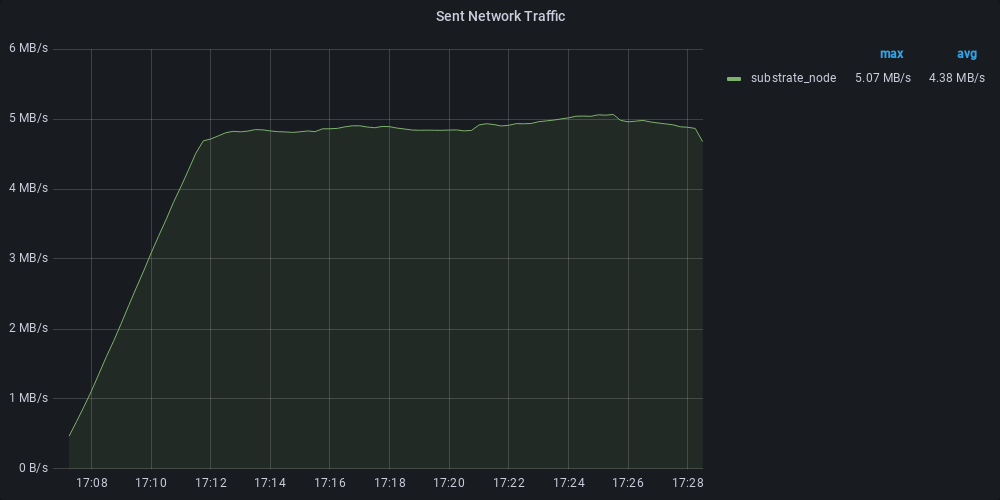 Sent Network Traffic
6 MB/s
5 MB/s
4 MB/s
3 MB/s
2 MB/s
1 MB/s
0 B/s
17:08 17:10 17:12 17:14 17:16 17:18 17:20 17:22 17:24 17:26 17:28
max avg
substrate_node 5.07 MB/s 4.38 MB/s